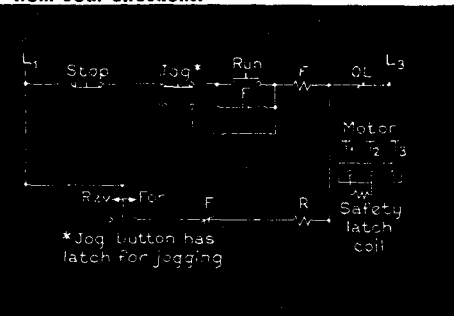 L1 Stop Jog* Run F OL L3
F
Motor
T1 T2 T3
Rev For F R
Safety
latch
coil
*Jog button has
latch for jogging